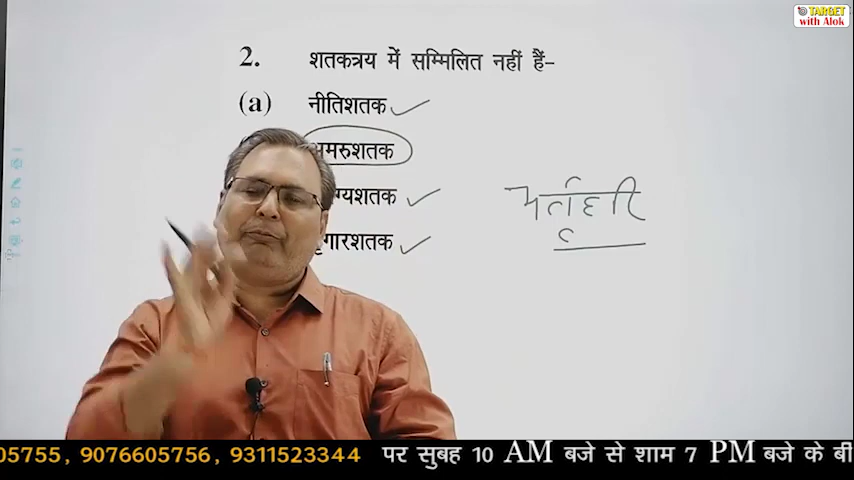 TARGET
with Alok
2. शतकत्रय में सम्मिलित नहीं हैं-
(a) नीतिशतक
मरुशतक
ग्यशतक
गारशतक
भर्तृहरि
05755, 9076605756, 9311523344 पर सुबह 10 AM बजे से शाम 7 PM बजे के बी